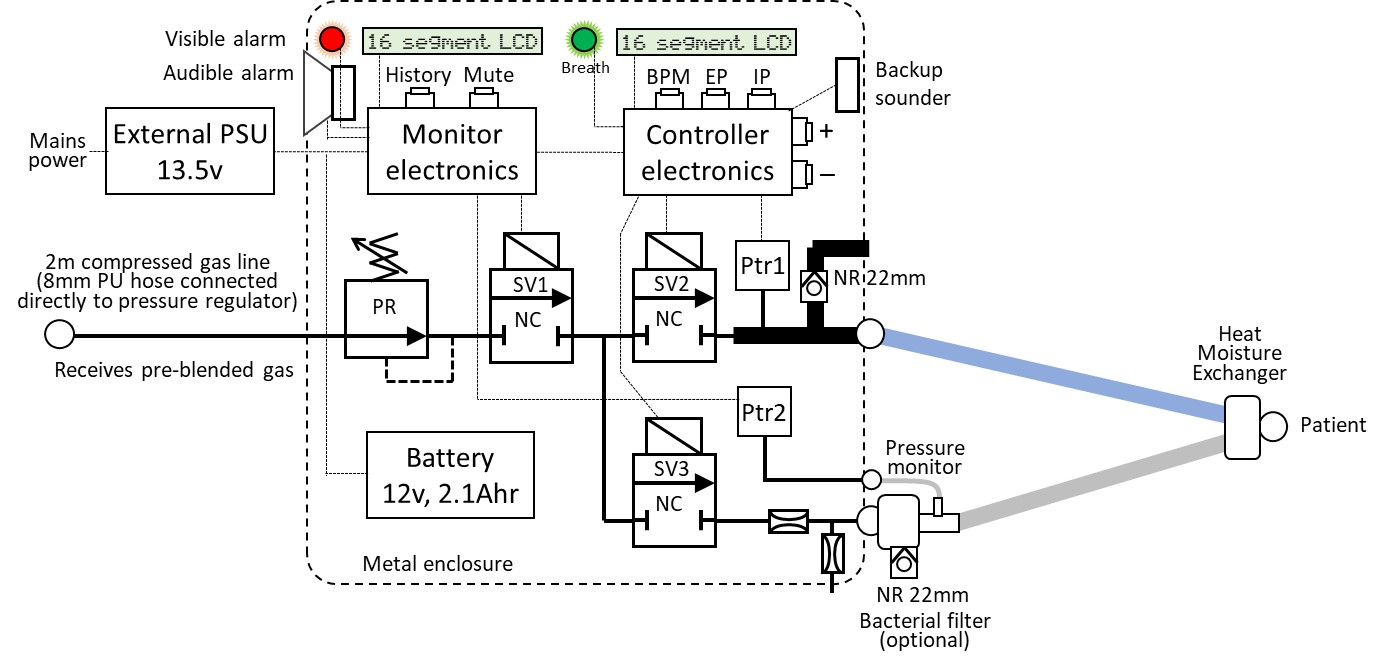 Visible alarm
16 segment LCD
16 segment LCD
Audible alarm
Breath
Backup
sounder
History
Mute
BPM
EP
IP
Mains
power
External PSU
13.5v
Monitor
electronics
Controller
electronics
+
–
2m compressed gas line
(8mm PU hose connected
directly to pressure regulator)
Receives pre-blended gas
PR
SV1
NC
SV2
NC
Ptr1
NR 22mm
Heat
Moisture
Exchanger
Patient
Ptr2
Pressure
monitor
Battery
12v, 2.1Ahr
SV3
NC
Metal enclosure
NR 22mm
Bacterial filter
(optional)